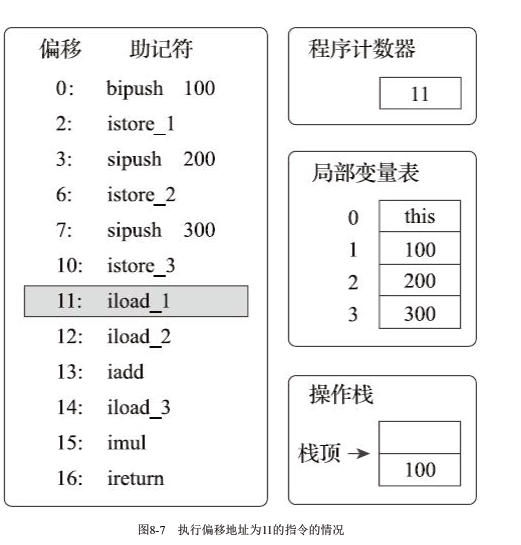 偏移 助记符
0: bipush 100
2: istore_1
3: sipush 200
6: istore_2
7: sipush 300
10: istore_3
11: iload_1
12: iload_2
13: iadd
14: iload_3
15: imul
16: ireturn
程序计数器
11
局部变量表
0 this
1 100
2 200
3 300
操作栈
栈顶
100
图8-7 执行偏移地址为11的指令的情况